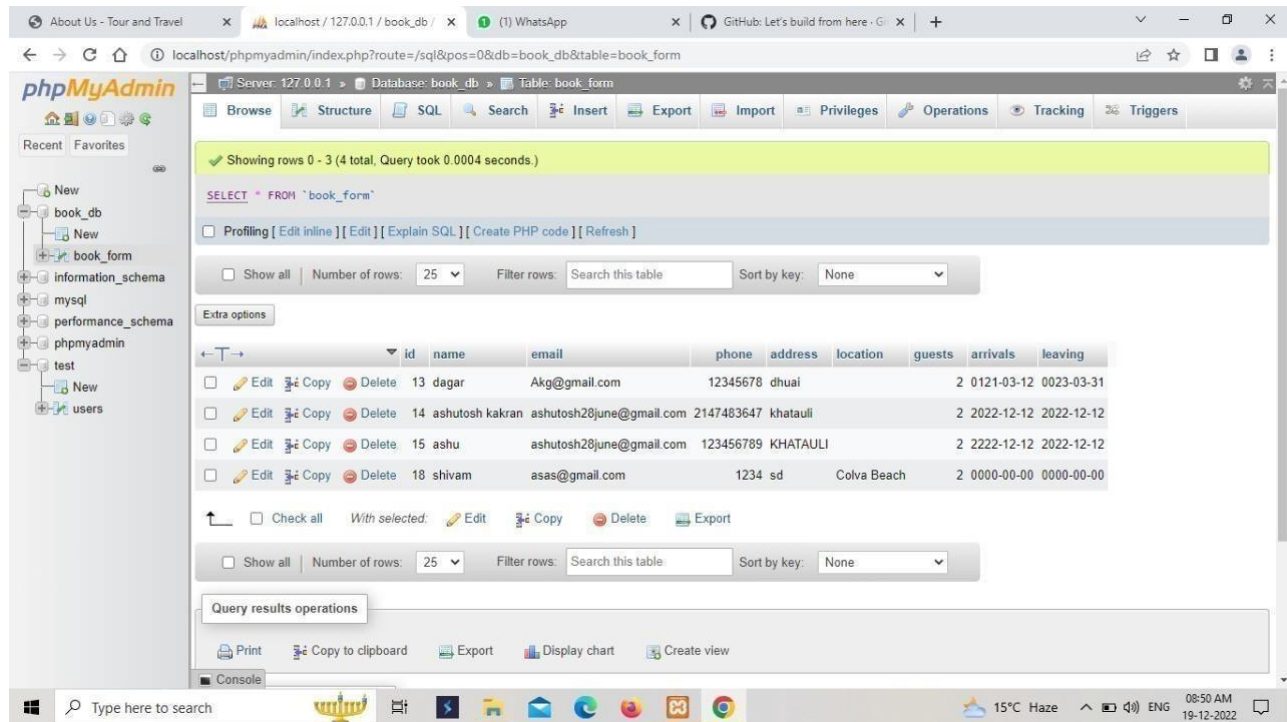 About Us - Tour and Travel
localhost / 127.0.0.1 / book_db /
(1) WhatsApp
GitHub: Let's build from here · Gi
localhost/phpmyadmin/index.php?route=/sql&pos=0&db=book_db&table=book_form
phpMyAdmin
Server: 127.0.0.1 » Database: book_db » Table: book_form
Browse Structure SQL Search Insert Export Import Privileges Operations Tracking Triggers
Recent Favorites
New
book_db
New
book_form
information_schema
mysql
performance_schema
phpmyadmin
test
New
users
Showing rows 0 - 3 (4 total, Query took 0.0004 seconds.)
SELECT * FROM `book_form`
Profiling [ Edit inline ] [ Edit ] [ Explain SQL ] [ Create PHP code ] [ Refresh ]
Show all | Number of rows: 25 Filter rows: Search this table Sort by key: None
Extra options
←T→ id name email phone address location guests arrivals leaving
Edit Copy Delete 13 dagar Akg@gmail.com 12345678 dhuai 2 0121-03-12 0023-03-31
Edit Copy Delete 14 ashutosh kakran ashutosh28june@gmail.com 2147483647 khatauli 2 2022-12-12 2022-12-12
Edit Copy Delete 15 ashu ashutosh28june@gmail.com 123456789 KHATAULI 2 2222-12-12 2022-12-12
Edit Copy Delete 18 shivam asas@gmail.com 1234 sd Colva Beach 2 0000-00-00 0000-00-00
Check all With selected: Edit Copy Delete Export
Show all | Number of rows: 25 Filter rows: Search this table Sort by key: None
Query results operations
Print Copy to clipboard Export Display chart Create view
Console
Type here to search
15°C Haze ENG
08:50 AM
19-12-2022